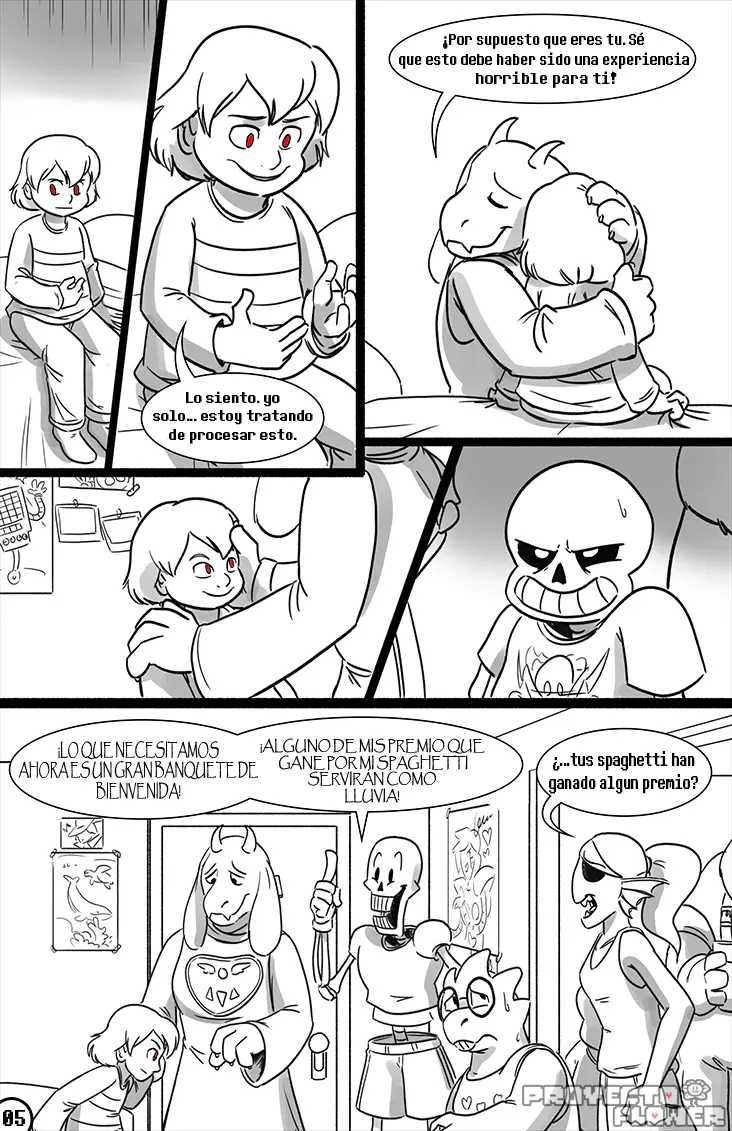 Lo siento. yo
solo... estoy tratando
de procesar esto.
¡Por supuesto que eres tu. Sé
que esto debe haber sido una experiencia
horrible para ti!
¡LO QUE NECESITAMOS
AHORA ES UN GRAN BANQUETE DE
BIENVENIDA!
¡ALGUNO DE MIS PREMIO QUE
GANE POR MI SPAGHETTI
SERVIRAN COMO
LLUVIA!
¿...tus spaghetti han
ganado algun premio?
05
PROYECTO
FLOWER